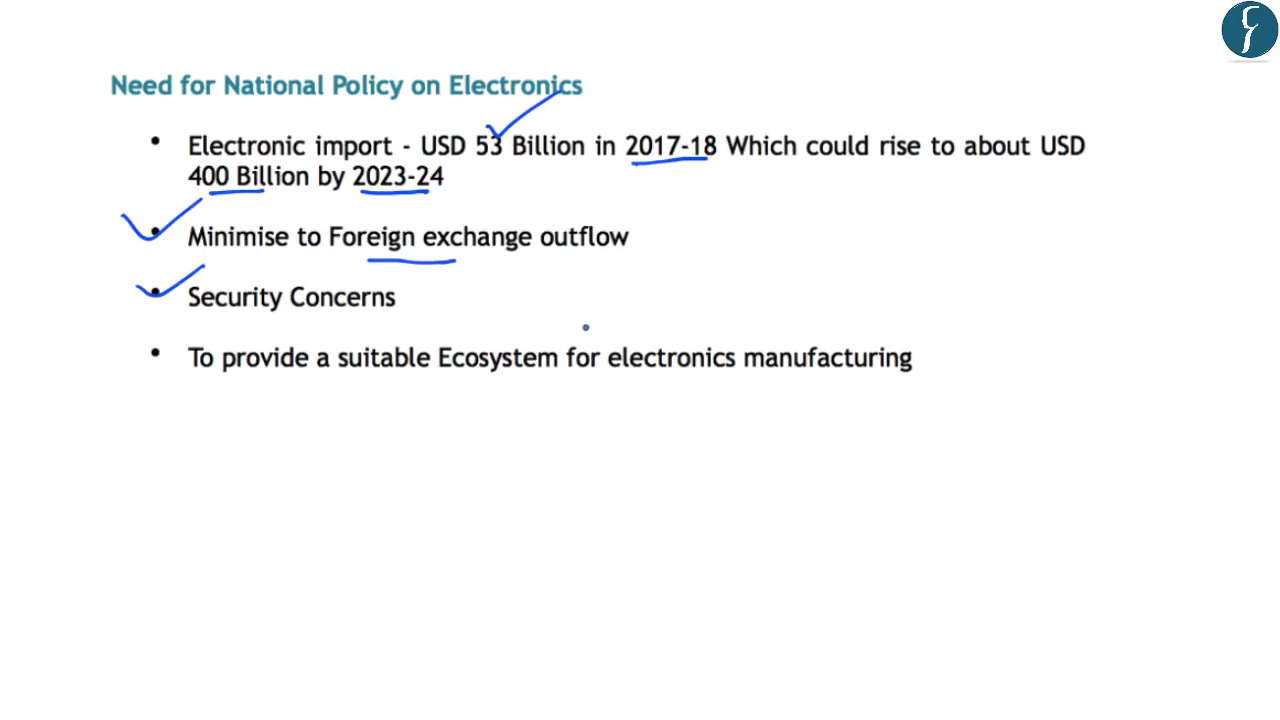 Need for National Policy on Electronics
• Electronic import - USD 53 Billion in 2017-18 Which could rise to about USD
400 Billion by 2023-24
• Minimise to Foreign exchange outflow
• Security Concerns
• To provide a suitable Ecosystem for electronics manufacturing